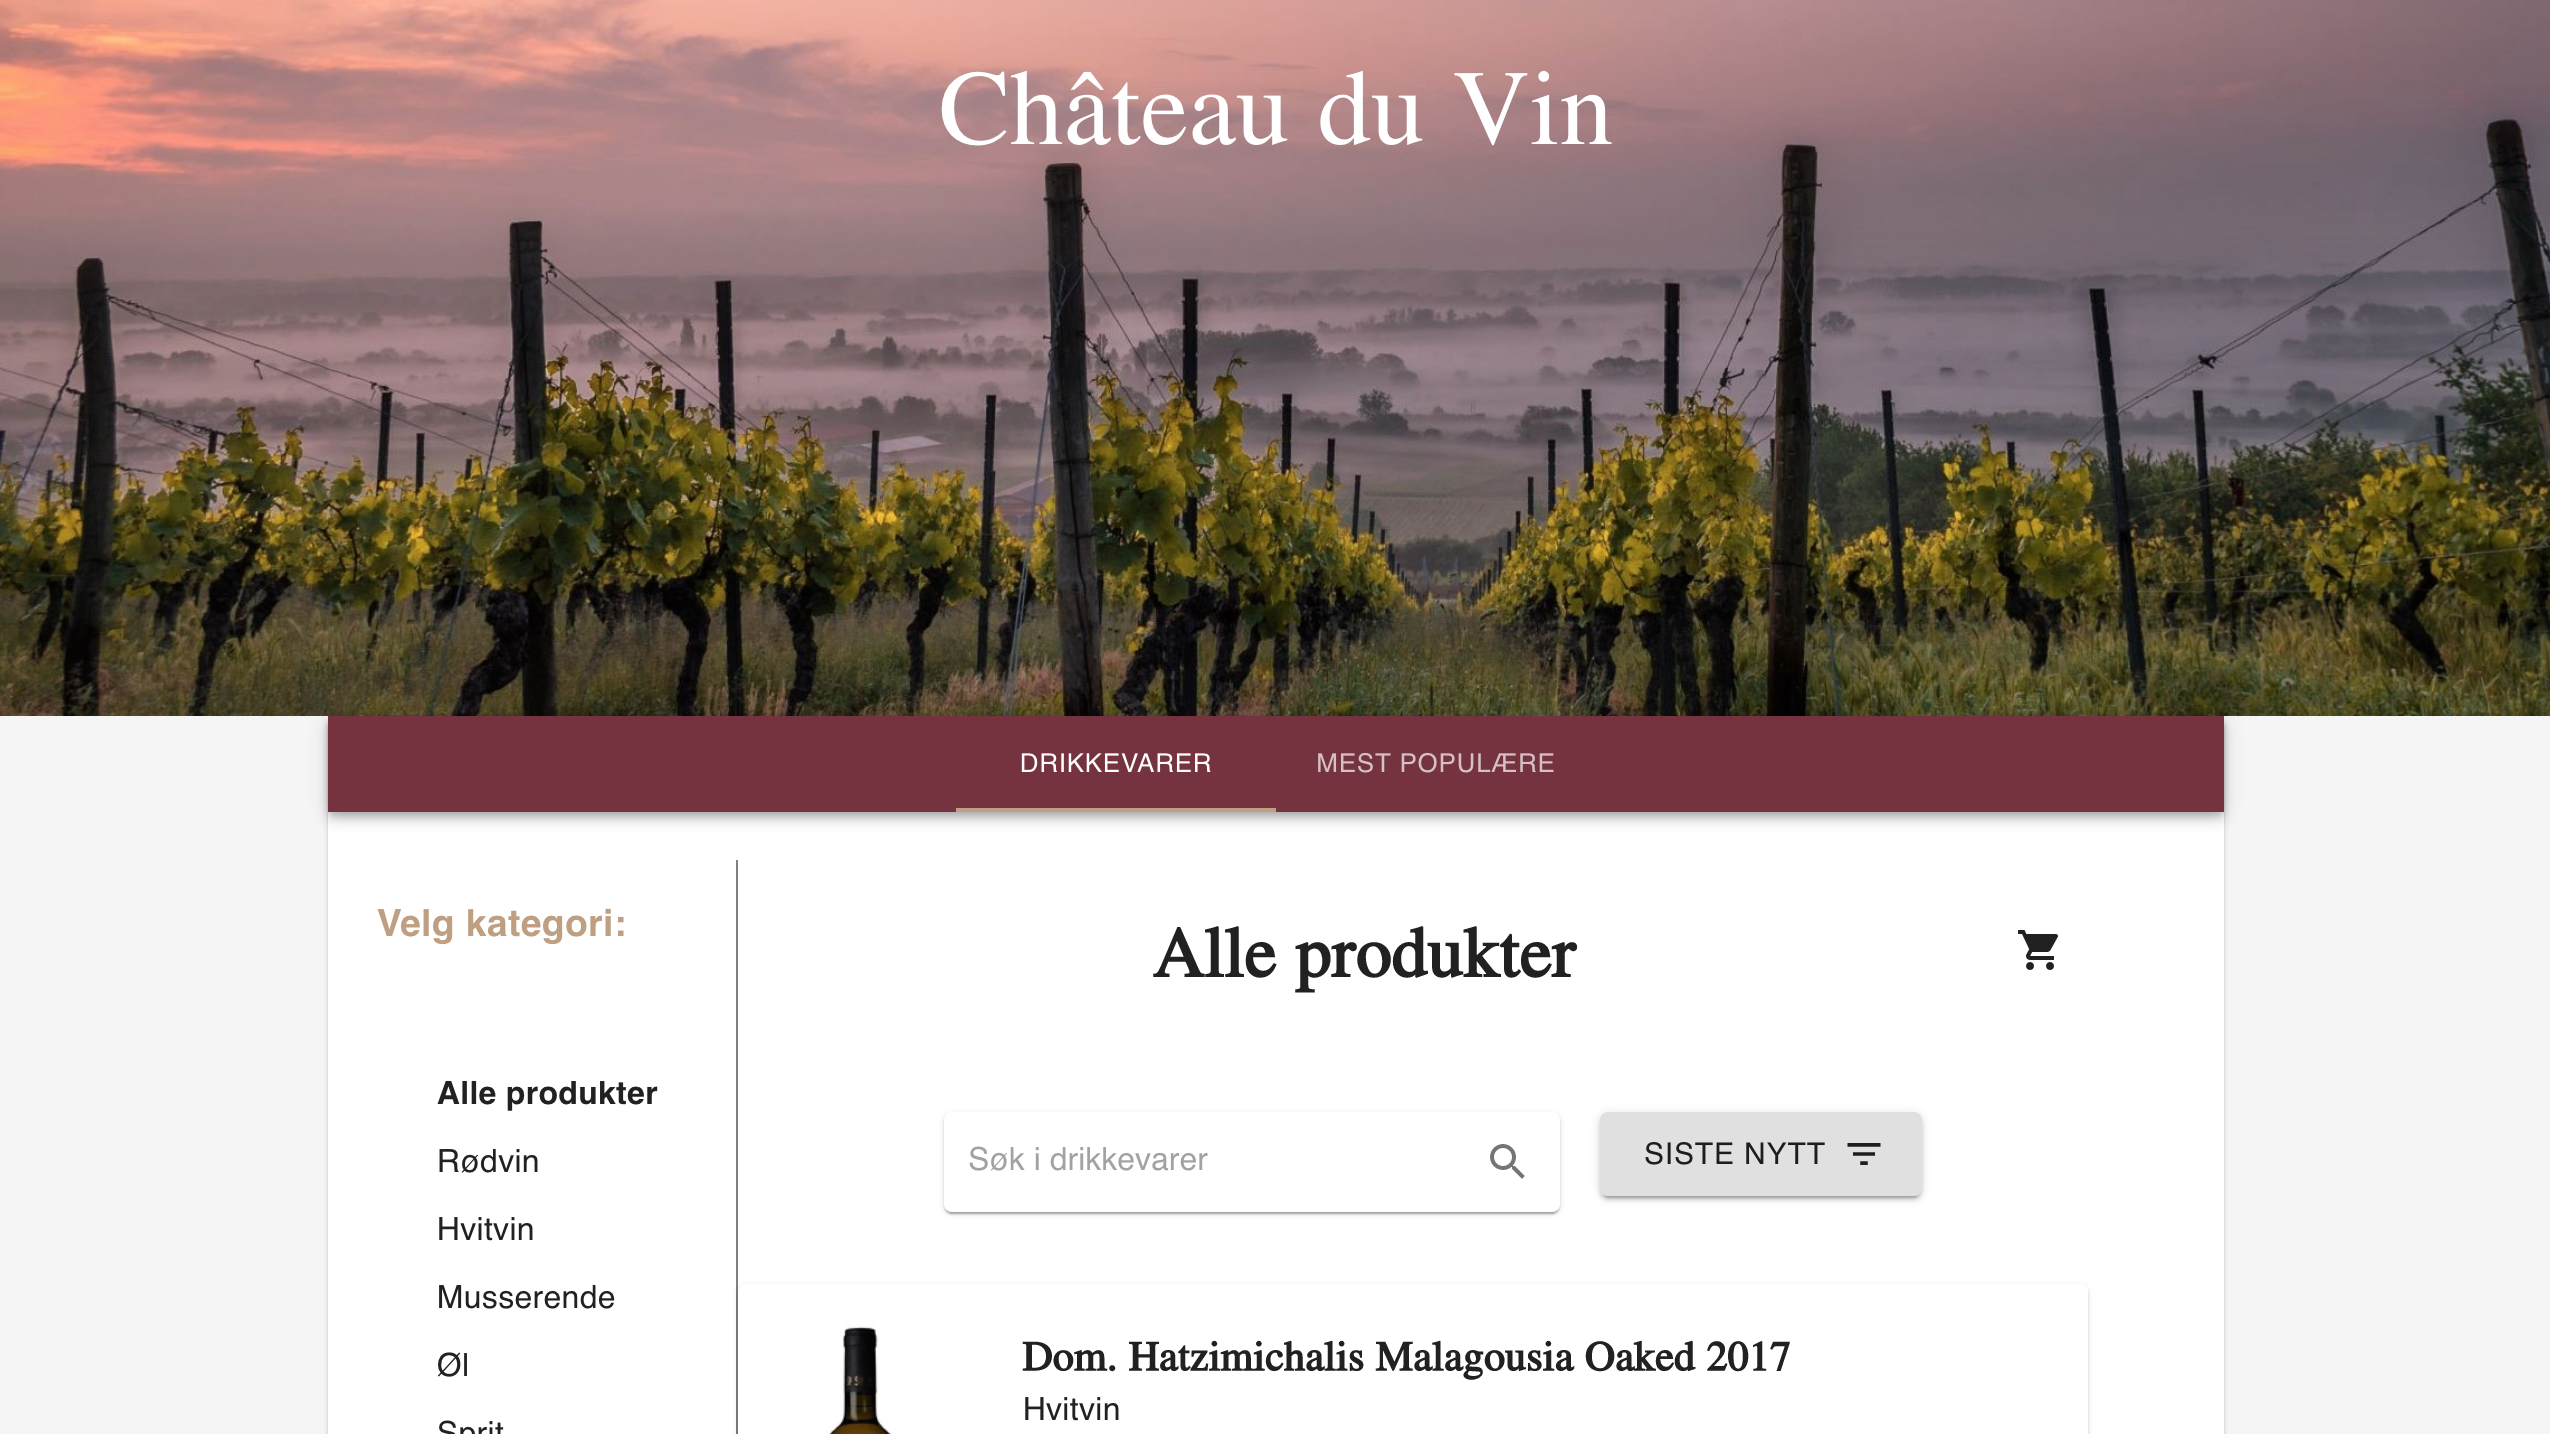 Château du Vin
DRIKKEVARER
MEST POPULÆRE
Velg kategori:
Alle produkter
Alle produkter
Rødvin
Hvitvin
Musserende
Øl
Sprit
Søk i drikkevarer
SISTE NYTT
Dom. Hatzimichalis Malagousia Oaked 2017
Hvitvin